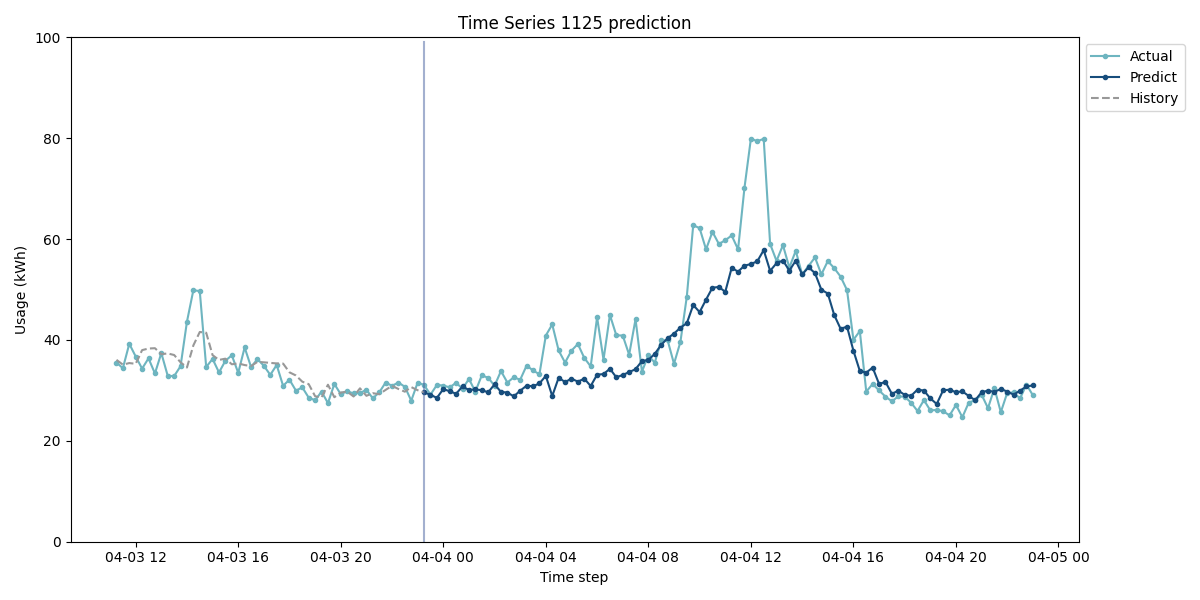 Time Series 1125 prediction
Actual
Predict
History
Usage (kWh)
100
80
60
40
20
0
04-03 12 04-03 16 04-03 20 04-04 00 04-04 04 04-04 08 04-04 12 04-04 16 04-04 20 04-05 00
Time step